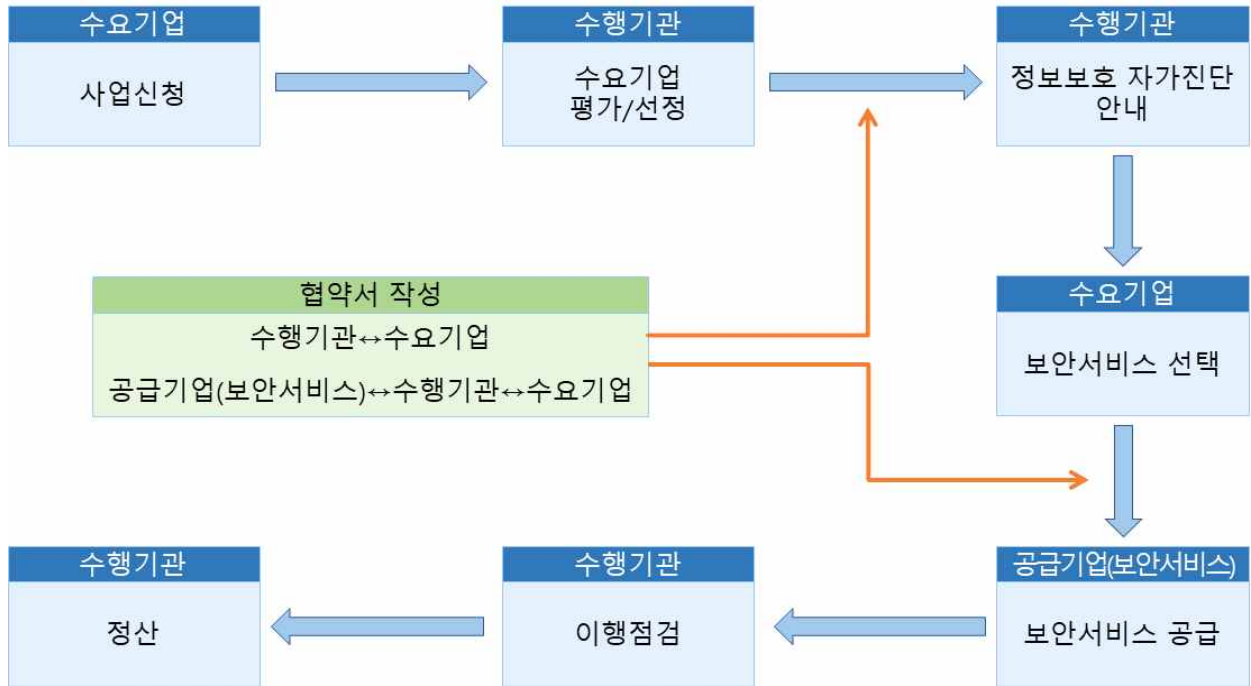 수요기업
사업신청
수행기관
수요기업
평가/선정
수행기관
정보보호 자가진단
안내
협약서 작성
수행기관↔수요기업
공급기업(보안서비스)↔수행기관↔수요기업
수요기업
보안서비스 선택
수행기관
정산
수행기관
이행점검
공급기업(보안서비스)
보안서비스 공급